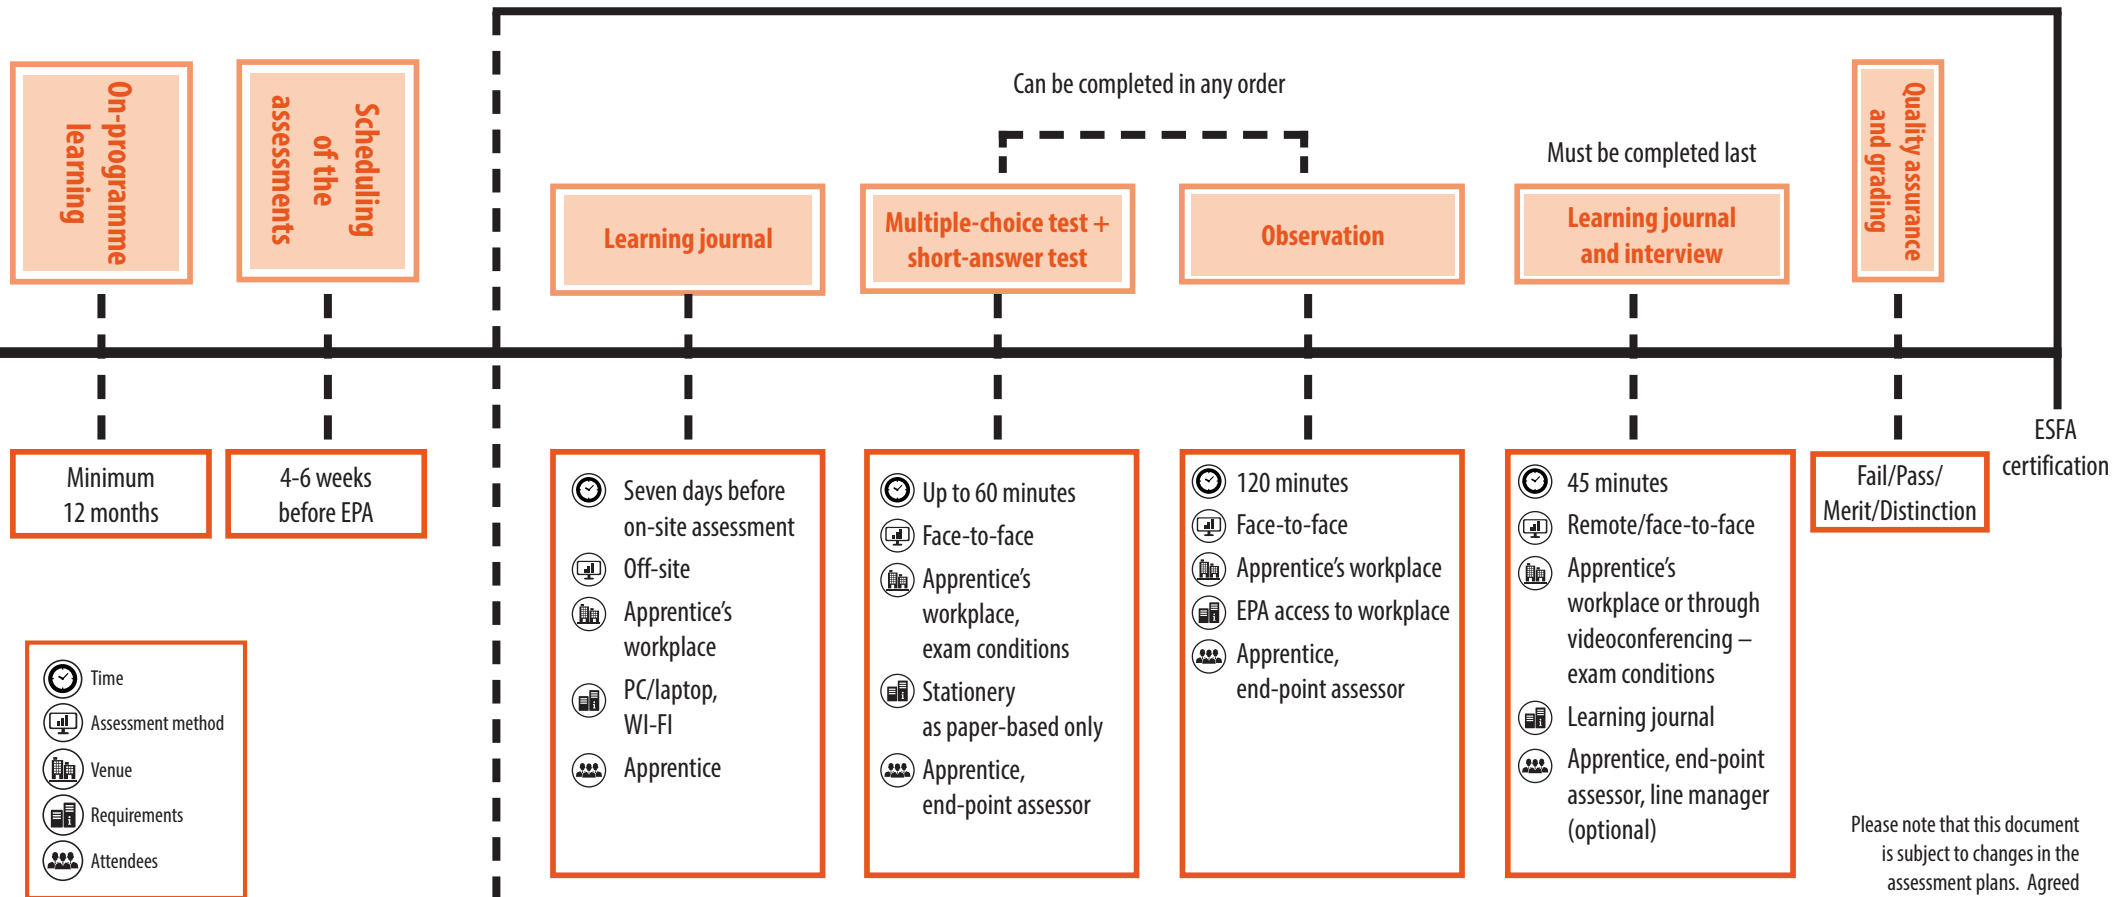 On-programme
learning
Scheduling
of the
assessments
Can be completed in any order
Must be completed last
Learning journal
Multiple-choice test +
short-answer test
Observation
Learning journal
and interview
Quality assurance
and grading
Minimum
12 months
4-6 weeks
before EPA
Seven days before
on-site assessment
Off-site
Apprentice’s
workplace
PC/laptop,
WI-FI
Apprentice
Up to 60 minutes
Face-to-face
Apprentice’s
workplace,
exam conditions
Stationery
as paper-based only
Apprentice,
end-point assessor
120 minutes
Face-to-face
Apprentice’s workplace
EPA access to workplace
Apprentice,
end-point assessor
45 minutes
Remote/face-to-face
Apprentice’s
workplace or through
videoconferencing –
exam conditions
Learning journal
Apprentice, end-point
assessor, line manager
(optional)
Fail/Pass/
Merit/Distinction
ESFA
certification
Time
Assessment method
Venue
Requirements
Attendees
Please note that this document
is subject to changes in the
assessment plans. Agreed